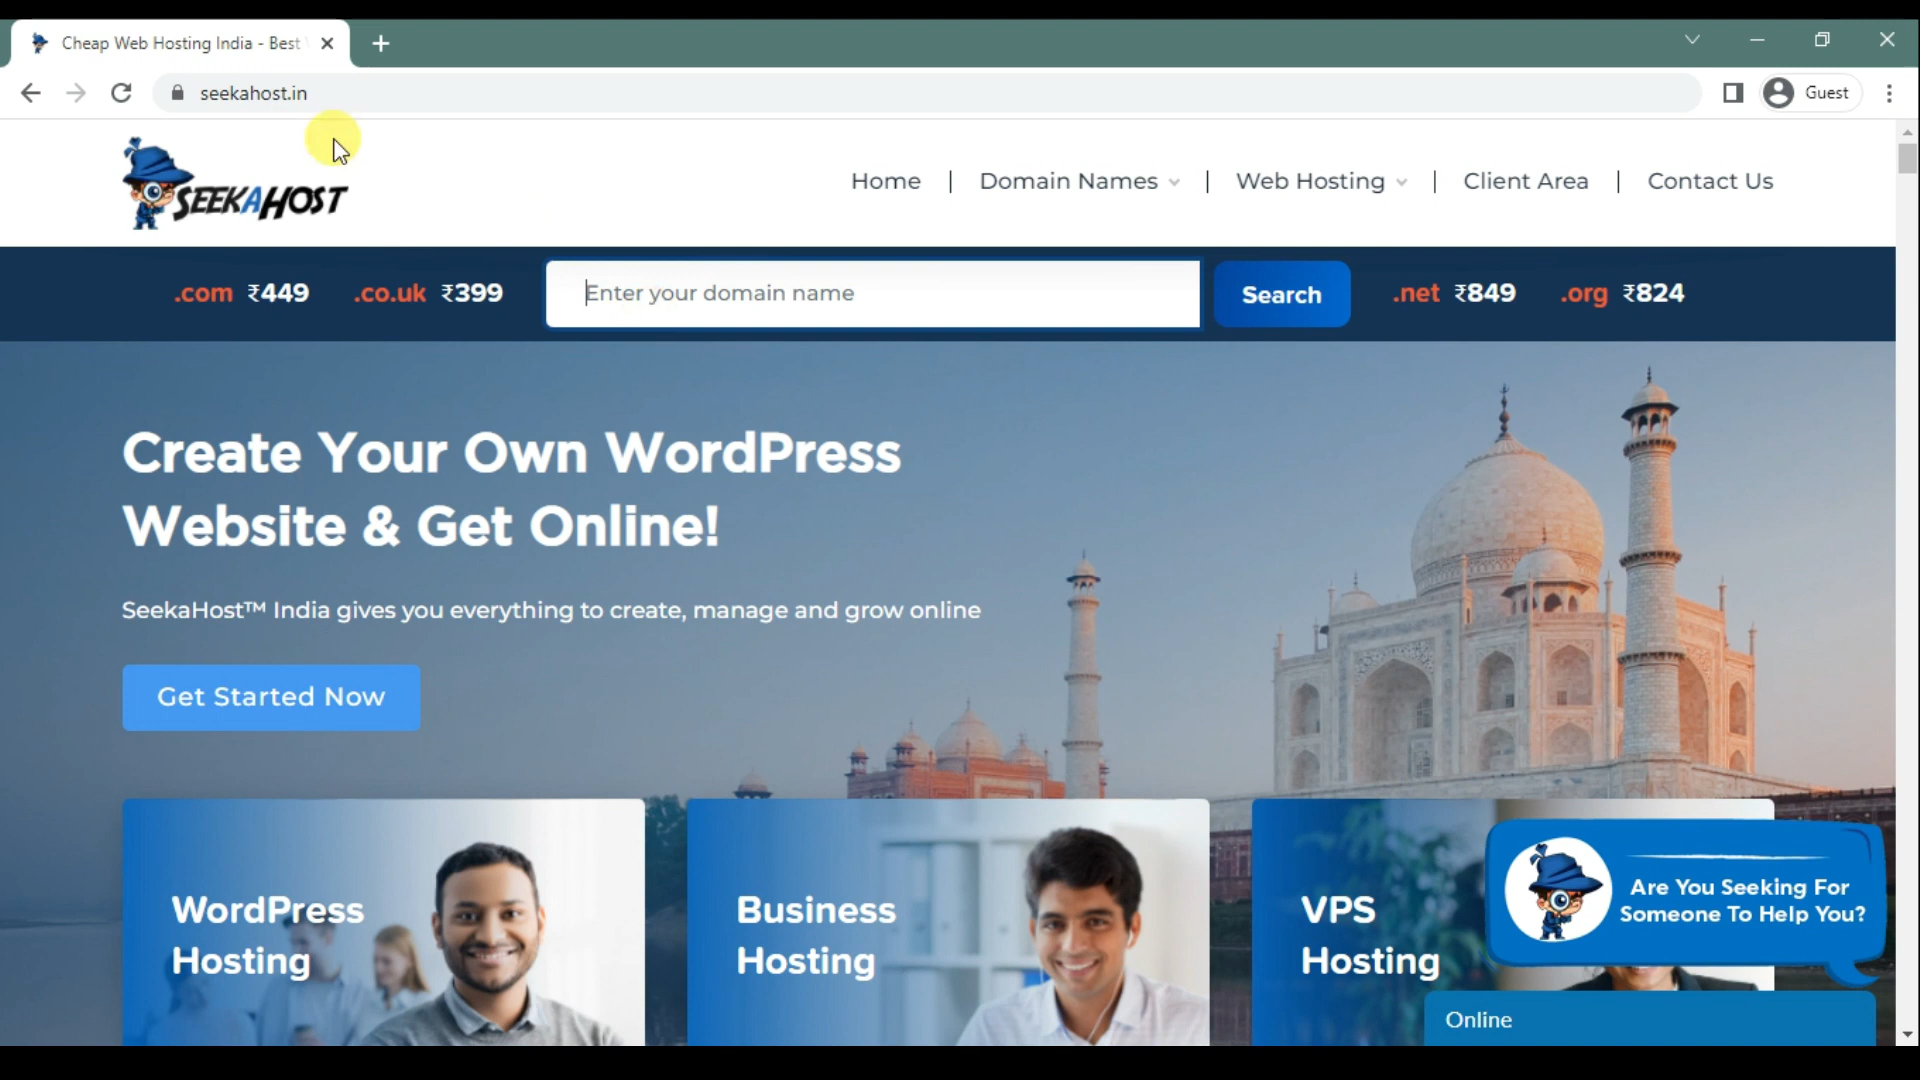 Cheap Web Hosting India - Best
seekahost.in
Guest
SEEKAHOST
Home | Domain Names | Web Hosting | Client Area | Contact Us
.com ₹449 .co.uk ₹399 Enter your domain name Search .net ₹849 .org ₹824
Create Your Own WordPress
Website & Get Online!
SeekaHost™ India gives you everything to create, manage and grow online
Get Started Now
WordPress
Hosting
Business
Hosting
VPS
Hosting
Are You Seeking For
Someone To Help You?
Online